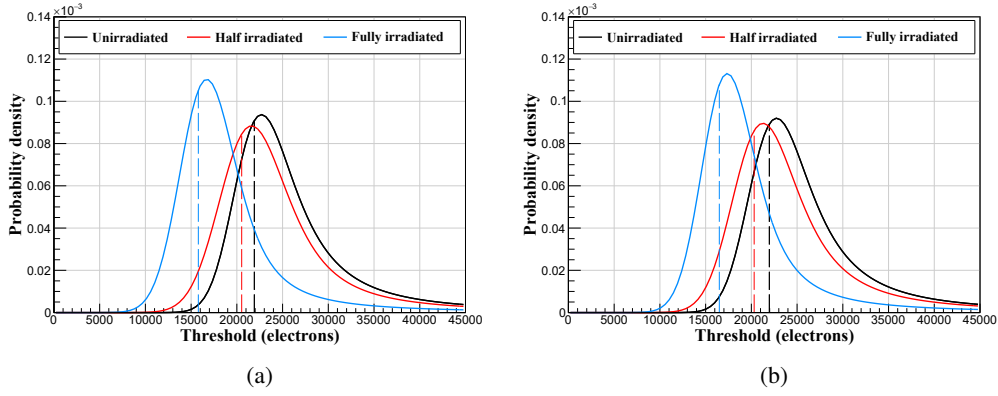 ×10⁻³
0.14
Unirradiated Half irradiated Fully irradiated
0.12
0.1
0.08
0.06
0.04
0.02
0
Probability density
0 5000 10000 15000 20000 25000 30000 35000 40000 45000
Threshold (electrons)
(a)
×10⁻³
0.14
Unirradiated Half irradiated Fully irradiated
0.12
0.1
0.08
0.06
0.04
0.02
0
Probability density
0 5000 10000 15000 20000 25000 30000 35000 40000 45000
Threshold (electrons)
(b)